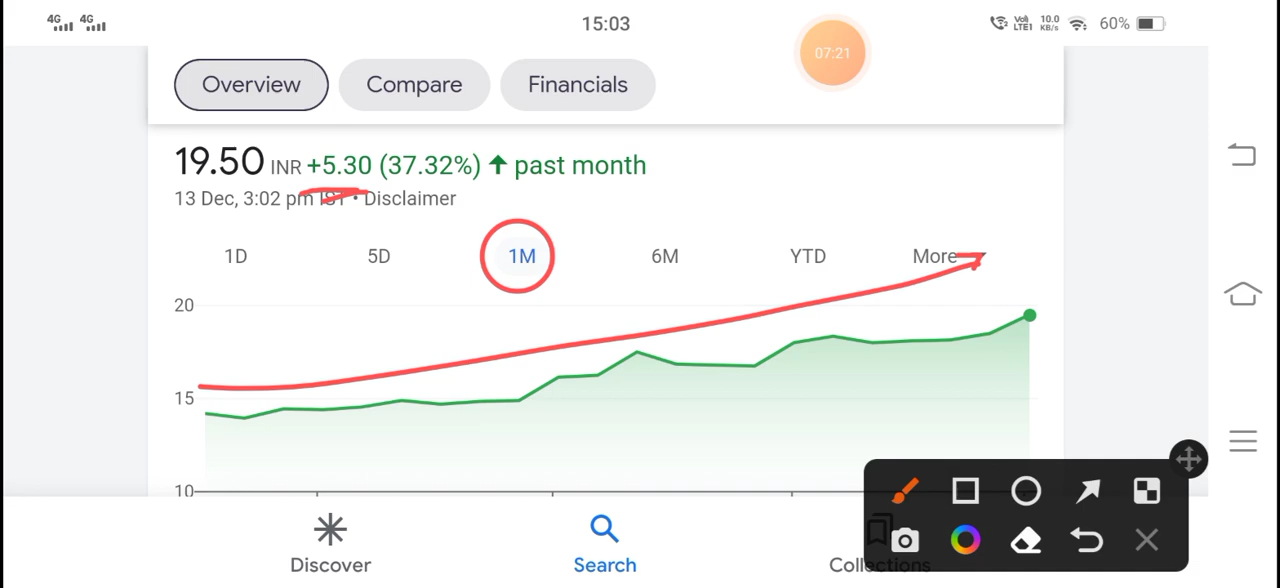 4G 4G 15:03 Vo)) LTE1 10.0 KB/s 60%
07:21
Overview Compare Financials
19.50 INR +5.30 (37.32%) ↑ past month
13 Dec, 3:02 pm IST • Disclaimer
1D 5D 1M 6M YTD More
20
15
10
Discover Search Collections